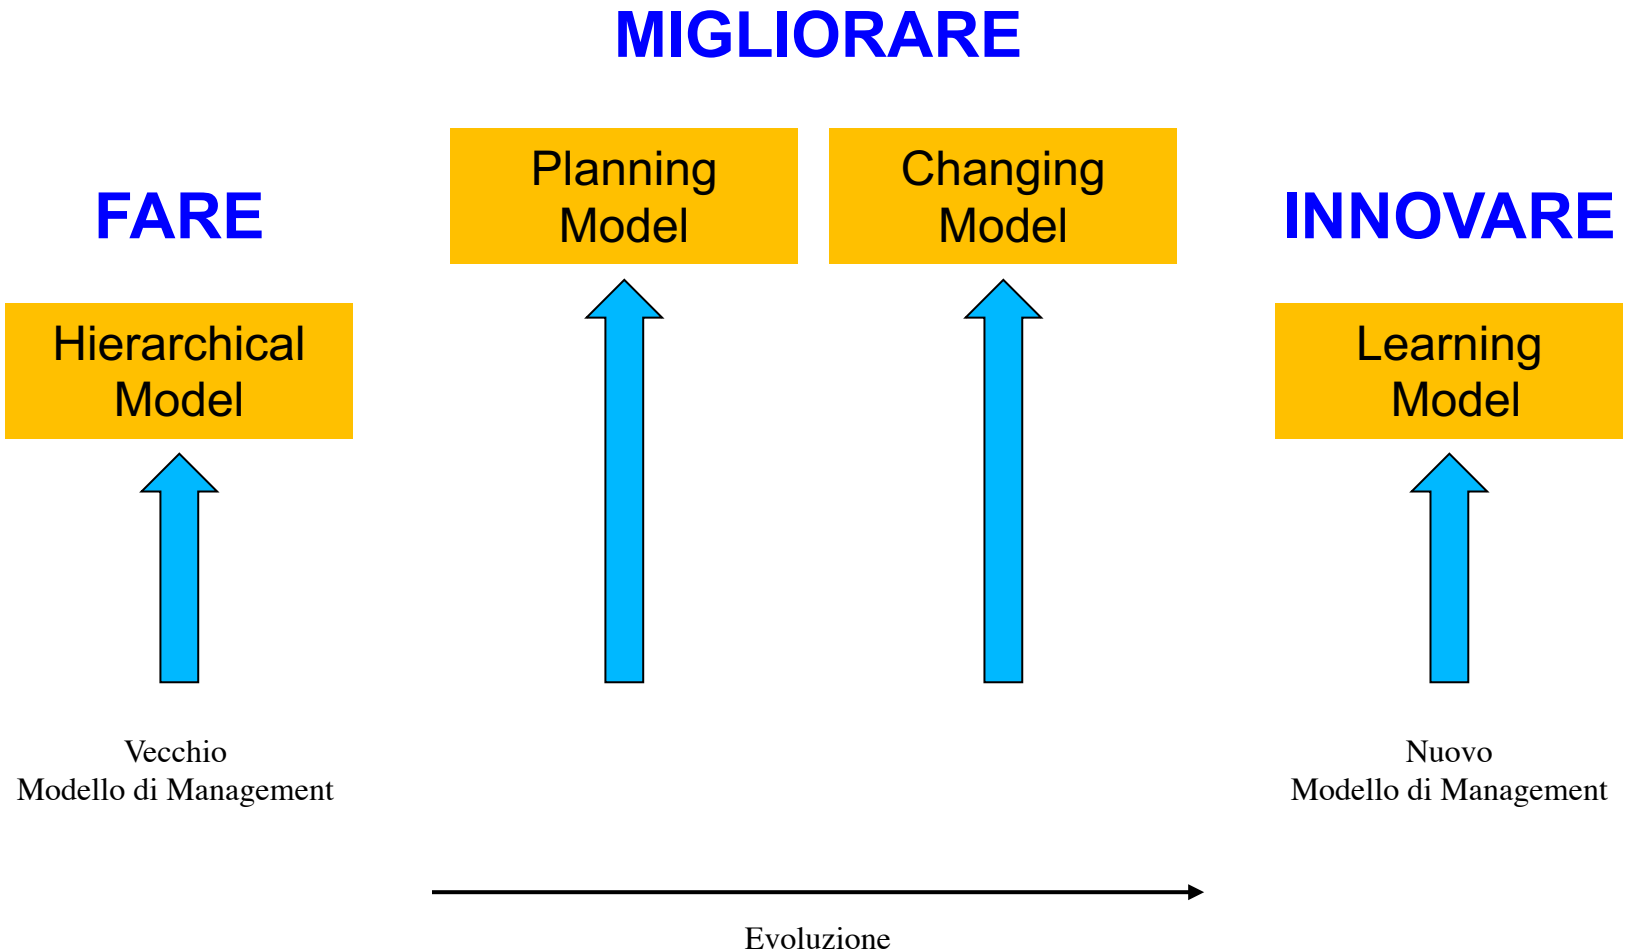 MIGLIORARE
Planning
Model
Changing
Model
FARE
INNOVARE
Hierarchical
Model
Learning
Model
Vecchio
Modello di Management
Nuovo
Modello di Management
Evoluzione